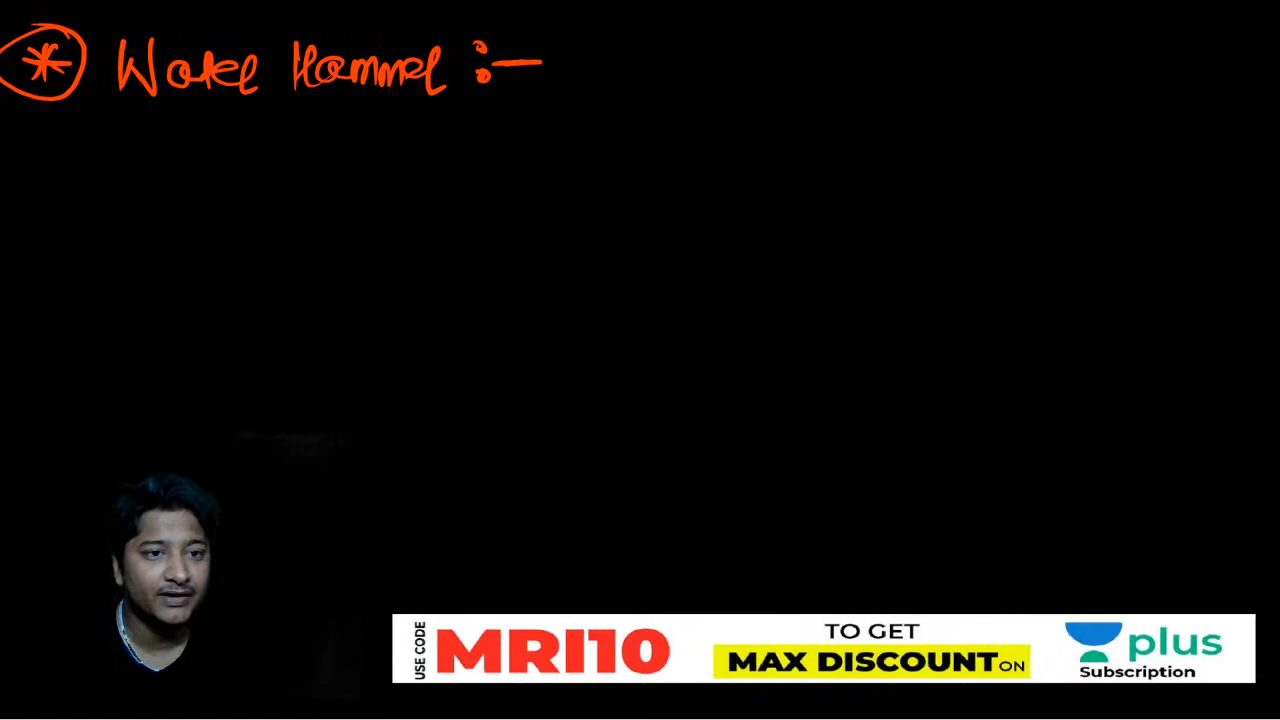 * Water Hammer :-
USE CODE MRI10 TO GET MAX DISCOUNT ON plus Subscription